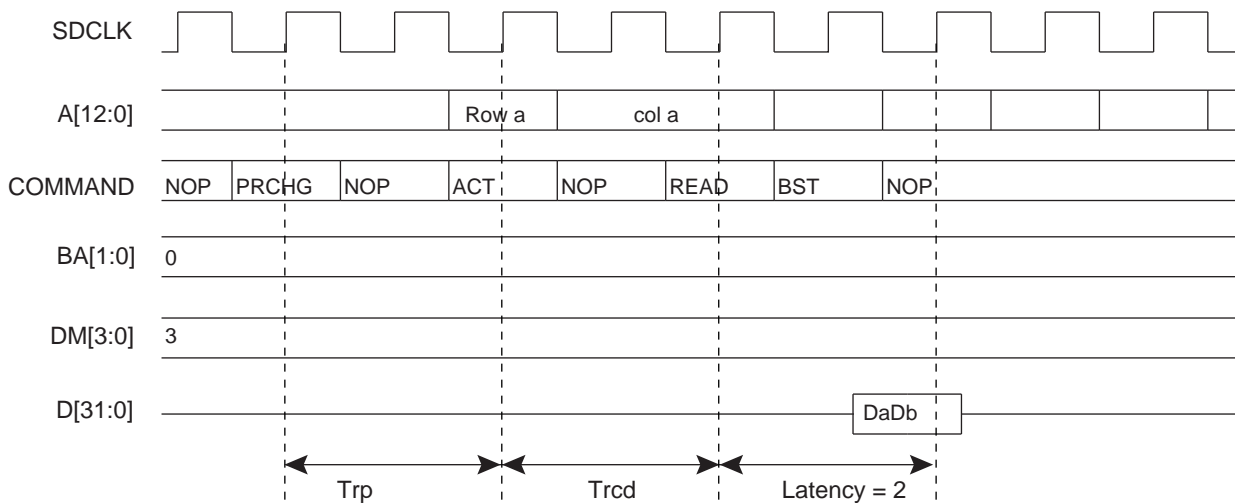 SDCLK
A[12:0] Row a col a
COMMAND NOP PRCHG NOP ACT NOP READ BST NOP
BA[1:0] 0
DM[3:0] 3
D[31:0] DaDb
Trp Trcd Latency = 2